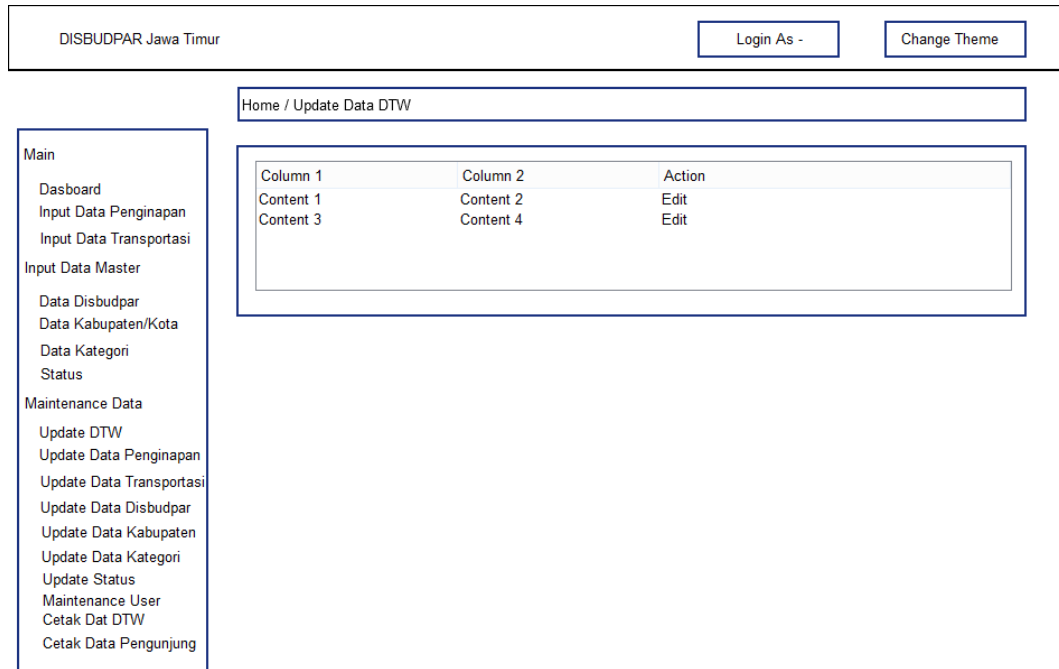 DISBUDPAR Jawa Timur
Login As -
Change Theme
Home / Update Data DTW
Main
Dasboard
Input Data Penginapan
Input Data Transportasi
Input Data Master
Data Disbudpar
Data Kabupaten/Kota
Data Kategori
Status
Maintenance Data
Update DTW
Update Data Penginapan
Update Data Transportasi
Update Data Disbudpar
Update Data Kabupaten
Update Data Kategori
Update Status
Maintenance User
Cetak Dat DTW
Cetak Data Pengunjung
Column 1 Column 2 Action
Content 1 Content 2 Edit
Content 3 Content 4 Edit